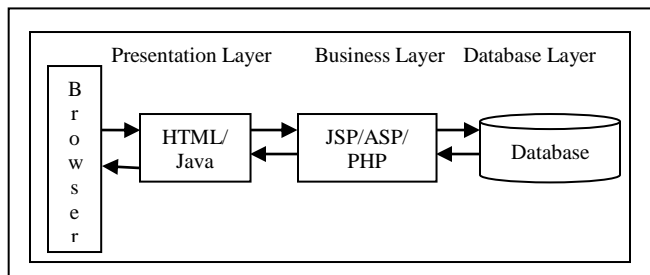 Presentation Layer
Business Layer
Database Layer
B
r
o
w
s
e
r
HTML/
Java
JSP/ASP/
PHP
Database